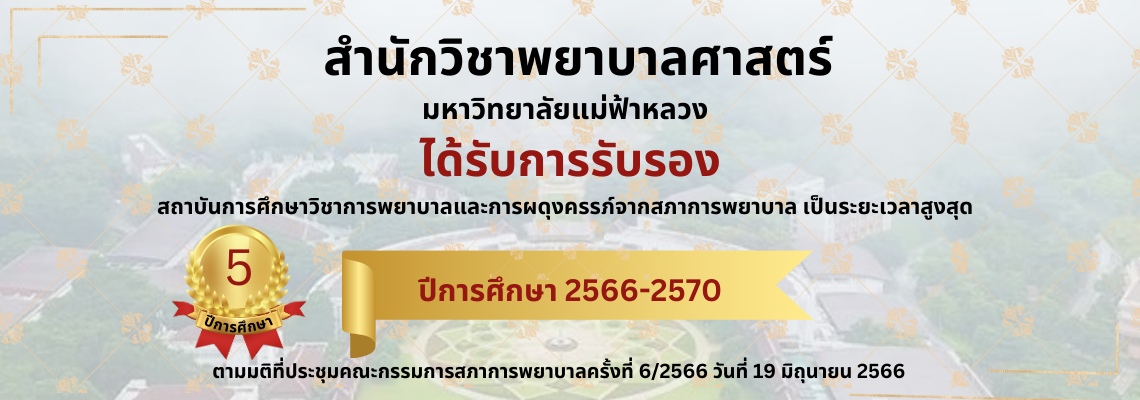 สำนักวิชาพยาบาลศาสตร์
มหาวิทยาลัยแม่ฟ้าหลวง
ได้รับการรับรอง
สถาบันการศึกษาวิชาการพยาบาลและการผดุงครรภ์จากสภาการพยาบาล เป็นระยะเวลาสูงสุด
5
ปีการศึกษา
ปีการศึกษา 2566-2570
ตามมติที่ประชุมคณะกรรมการสภาการพยาบาลครั้งที่ 6/2566 วันที่ 19 มิถุนายน 2566